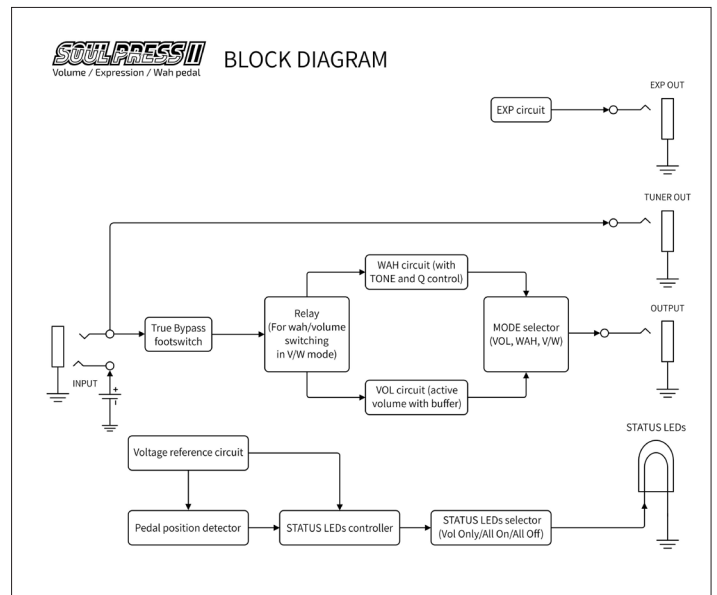 SOUL PRESS II
Volume / Expression / Wah pedal
BLOCK DIAGRAM
EXP OUT
EXP circuit
TUNER OUT
WAH circuit (with
TONE and Q control)
OUTPUT
True Bypass
footswitch
Relay
(For wah/volume
switching
in V/W mode)
MODE selector
(VOL, WAH, V/W)
INPUT
+
-
VOL circuit (active
volume with buffer)
STATUS LEDs
Voltage reference circuit
Pedal position detector
STATUS LEDs controller
STATUS LEDs selector
(Vol Only/All On/All Off)